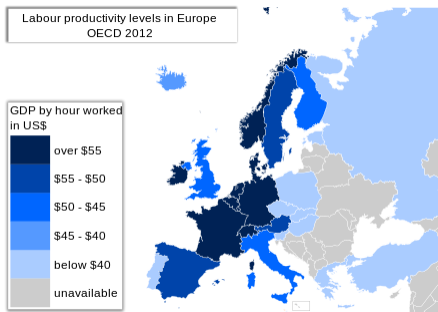 Labour productivity levels in Europe
OECD 2012
GDP by hour worked
in US$
over $55
$55 - $50
$50 - $45
$45 - $40
below $40
unavailable